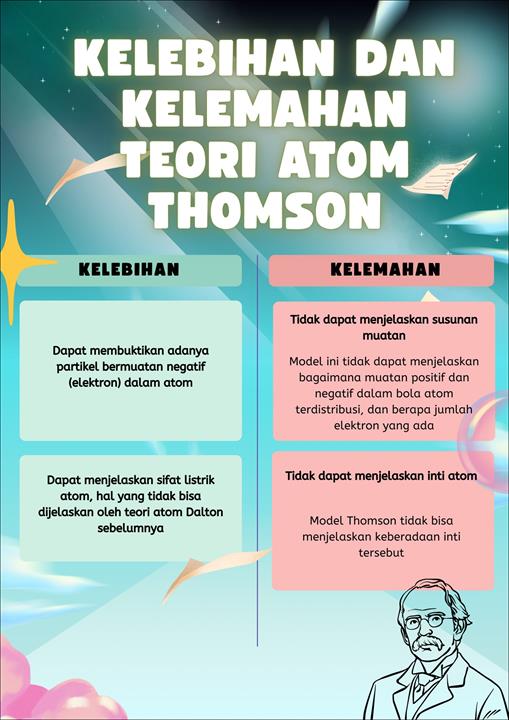 KELEBIHAN DAN
KELEMAHAN
TEORI ATOM
THOMSON
KELEBIHAN
Dapat membuktikan adanya
partikel bermuatan negatif
(elektron) dalam atom
Dapat menjelaskan sifat listrik
atom, hal yang tidak bisa
dijelaskan oleh teori atom Dalton
sebelumnya
KELEMAHAN
Tidak dapat menjelaskan susunan
muatan
Model ini tidak dapat menjelaskan
bagaimana muatan positif dan
negatif dalam bola atom
terdistribusi, dan berapa jumlah
elektron yang ada
Tidak dapat menjelaskan inti atom
Model Thomson tidak bisa
menjelaskan keberadaan inti
tersebut